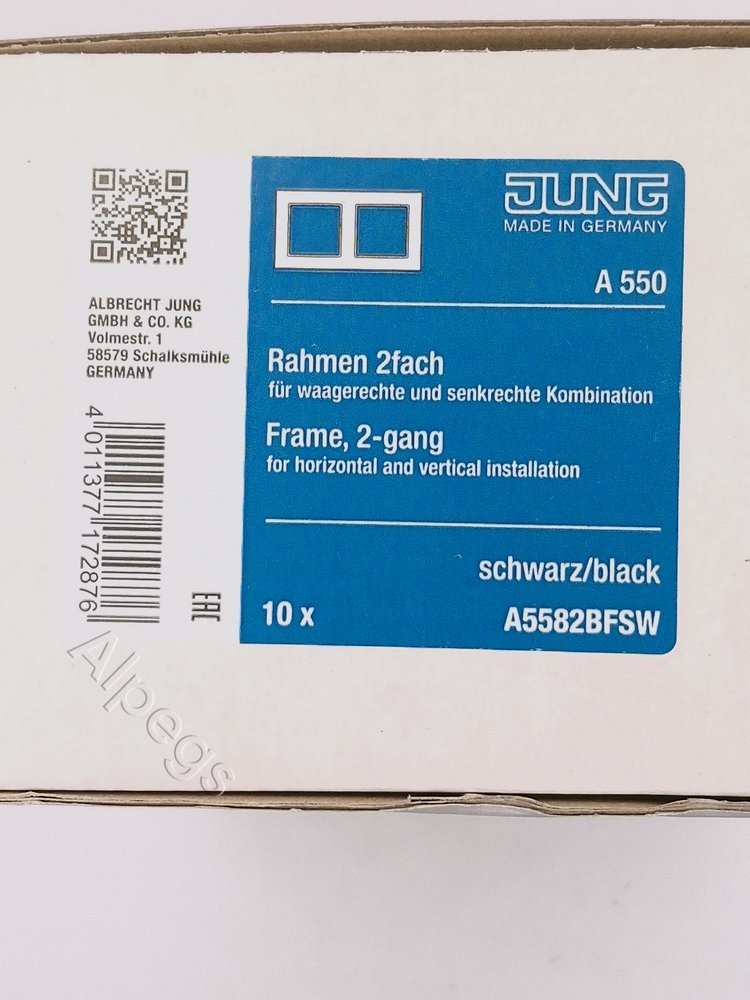 JUNG
MADE IN GERMANY
A 550
ALBRECHT JUNG
GMBH & CO. KG
Volmestr. 1
58579 Schalksmühle
GERMANY
Rahmen 2fach
für waagerechte und senkrechte Kombination
Frame, 2-gang
for horizontal and vertical installation
4 011377 172876
EAC
schwarz/black
10 x A5582BFSW
Alpegs